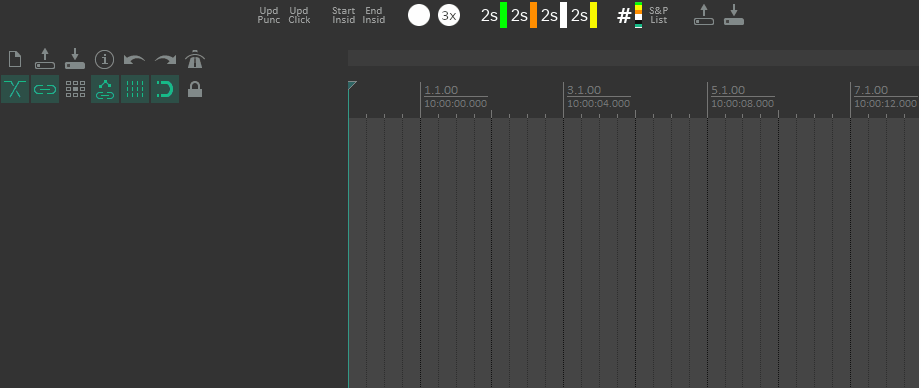 Upd Punc
Upd Click
Start Insid
End Insid
3x
2s 2s 2s 2s
#
S&P List
1.1.00
3.1.00
5.1.00
7.1.00
10:00:00.000
10:00:04.000
10:00:08.000
10:00:12.000